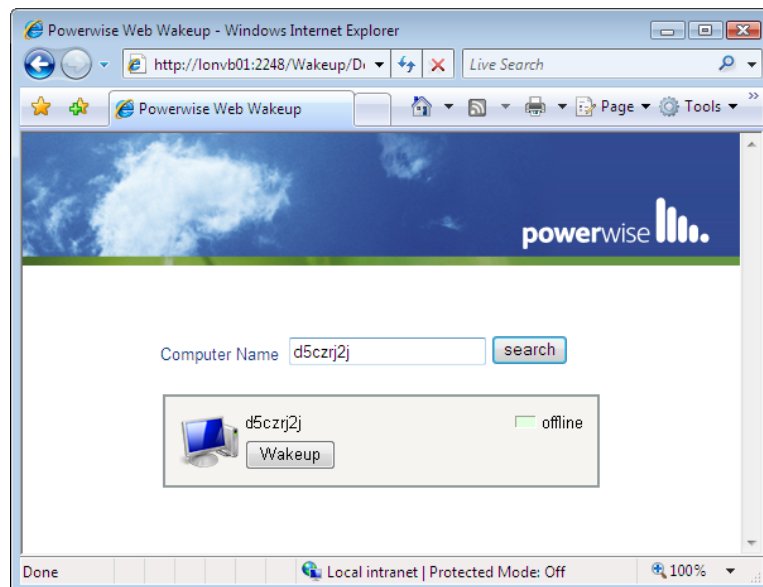 Powerwise Web Wakeup - Windows Internet Explorer
http://lonvb01:2248/Wakeup/D
Live Search
Powerwise Web Wakeup
Page
Tools
powerwise
Computer Name d5czrj2j search
d5czrj2j
offline
Wakeup
Done
Local intranet | Protected Mode: Off
100%